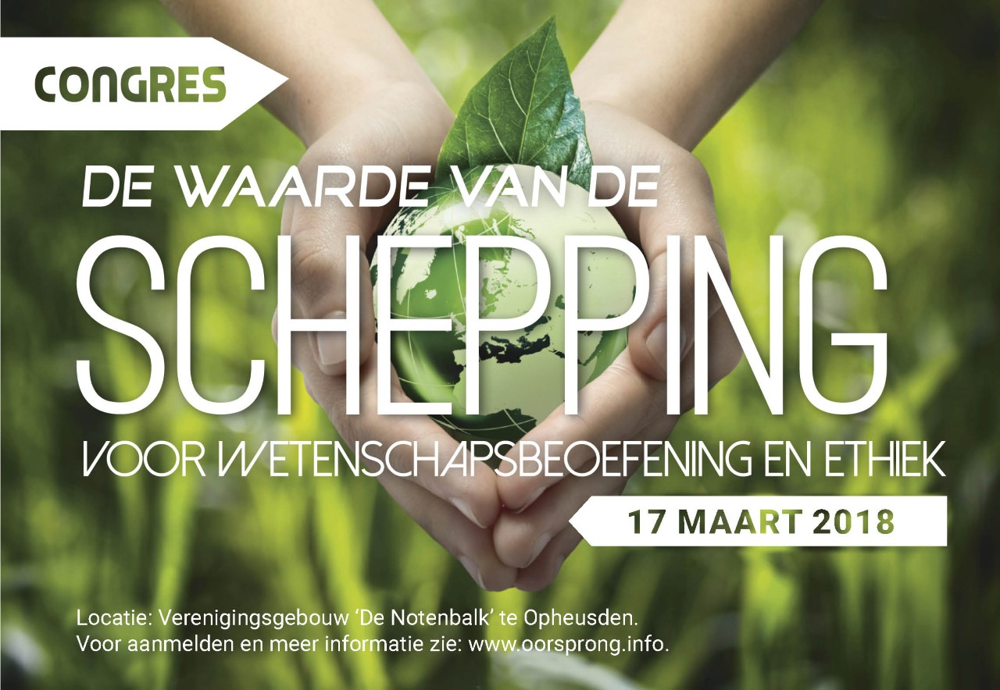 CONGRES
DE WAARDE VAN DE
SCHEPPING
VOOR WETENSCHAPSBEOEFENING EN ETHIEK
17 MAART 2018
Locatie: Verenigingsgebouw ‘De Notenbalk’ te Opheusden.
Voor aanmelden en meer informatie zie: www.oorsprong.info.